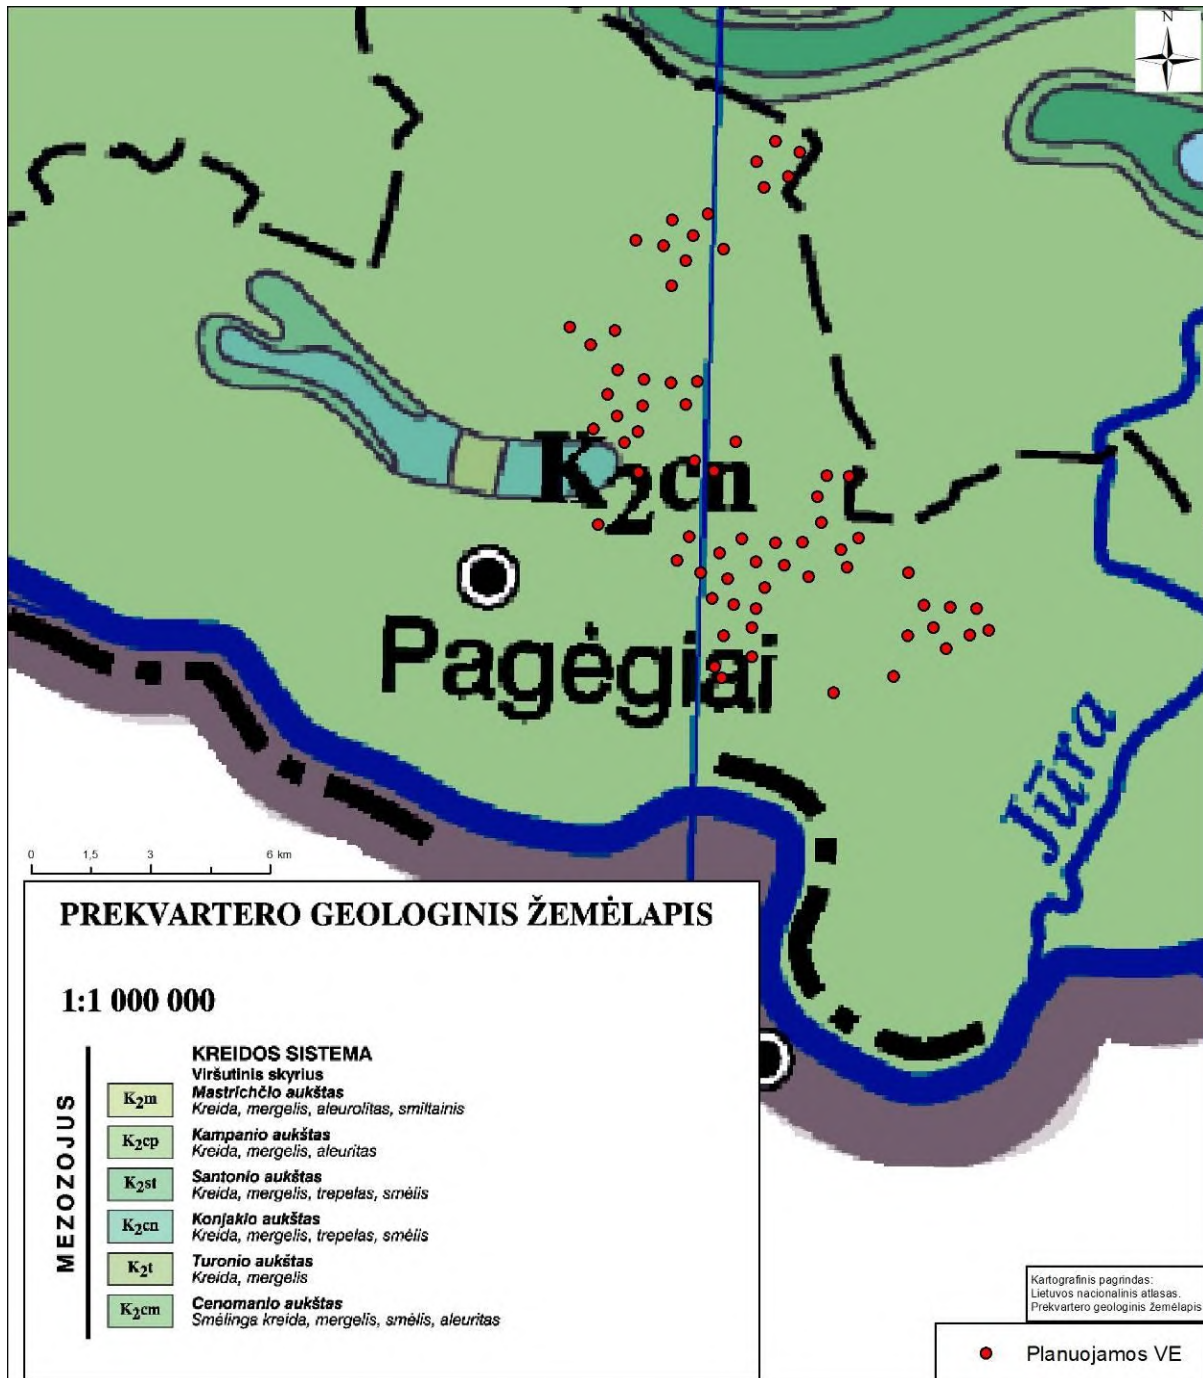 N
K2cn
Pagėgiai
Jūra
0 1,5 3 6 km
PREKVARTERO GEOLOGINIS ŽEMĖLAPIS
1:1 000 000
MEZOZOJUS
KREIDOS SISTEMA
Viršutinis skyrius
K2m Mastrichčio aukštas
Kreida, mergelis, aleurolitas, smiltainis
K2cp Kampanio aukštas
Kreida, mergelis, aleuritas
K2st Santonio aukštas
Kreida, mergelis, trepelas, smėlis
K2cn Konjakio aukštas
Kreida, mergelis, trepelas, smėlis
K2t Turonio aukštas
Kreida, mergelis
K2cm Cenomanio aukštas
Smėlinga kreida, mergelis, smėlis, aleuritas
Kartografinis pagrindas:
Lietuvos nacionalinis atlasas.
Prekvartero geologinis žemėlapis
Planuojamos VE